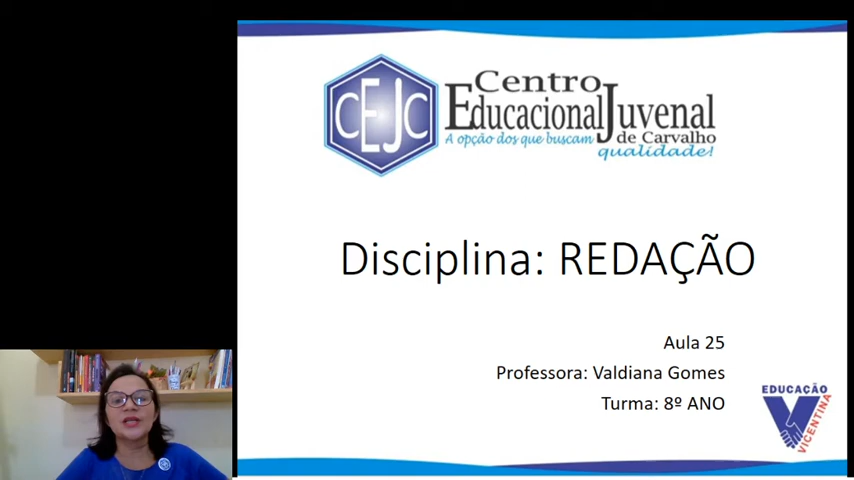 CEJC
Centro
Educacional Juvenal
de Carvalho
A opção dos que buscam
qualidade!
Disciplina: REDAÇÃO
Aula 25
Professora: Valdiana Gomes
Turma: 8º ANO
EDUCAÇÃO
VICENTINA